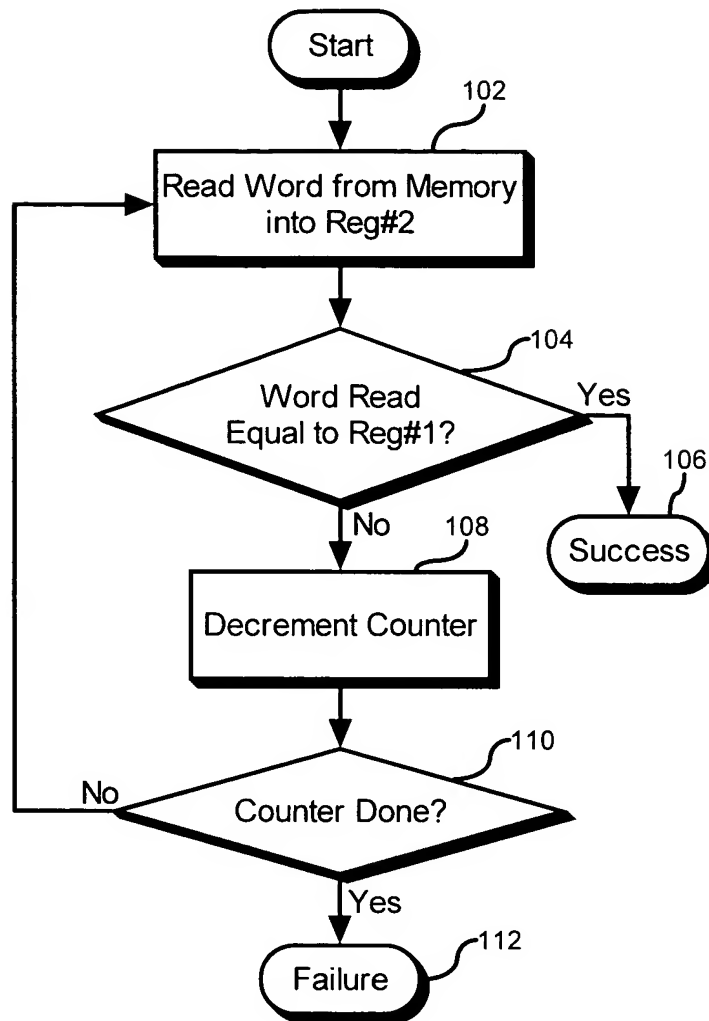 Start
102
Read Word from Memory
into Reg#2
104
Word Read
Equal to Reg#1?
Yes
106
Success
No
108
Decrement Counter
110
No
Counter Done?
Yes
Failure
112